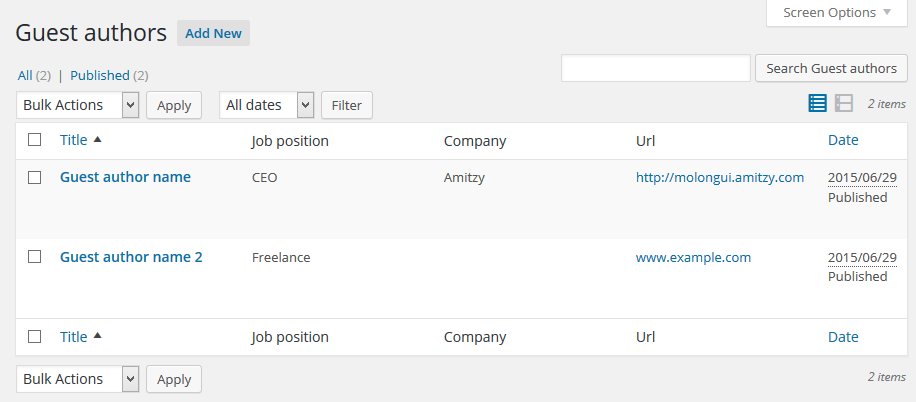 Screen Options
Guest authors Add New
All (2) | Published (2)
Search Guest authors
Bulk Actions Apply All dates Filter 2 items
Title Job position Company Url Date
Guest author name CEO Amitzy http://molongui.amitzy.com 2015/06/29
Published
Guest author name 2 Freelance www.example.com 2015/06/29
Published
Title Job position Company Url Date
Bulk Actions Apply 2 items